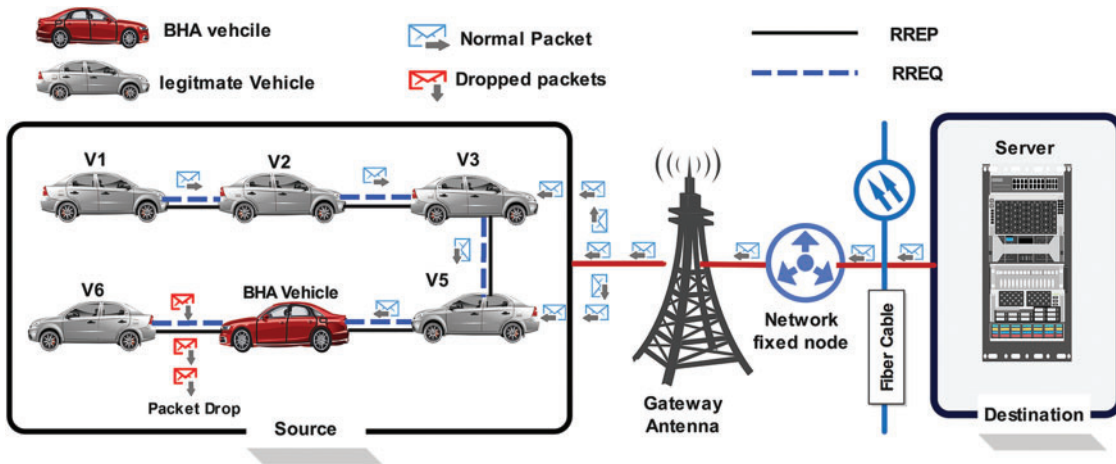 BHA vehcile
legitmate Vehicle
Normal Packet
Dropped packets
RREP
RREQ
V1
V2
V3
V6
BHA Vehicle
V5
Packet Drop
Source
Gateway
Antenna
Network
fixed node
Fiber Cable
Server
Destination